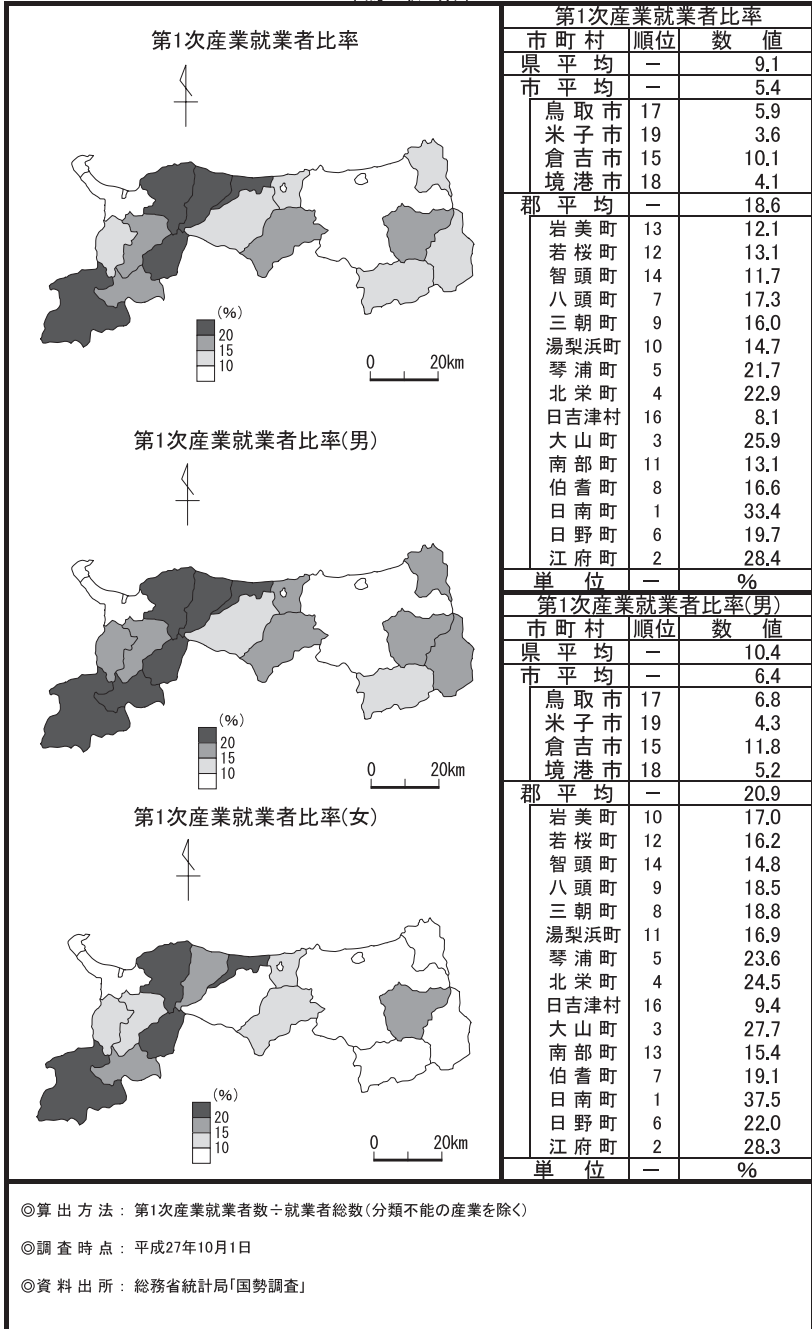 第1次産業就業者比率
(%)
20
15
10
0 20km
第1次産業就業者比率(男)
(%)
20
15
10
0 20km
第1次産業就業者比率(女)
(%)
20
15
10
0 20km
第1次産業就業者比率
市町村 順位 数 値
県 平 均 － 9.1
市 平 均 － 5.4
鳥 取 市 17 5.9
米 子 市 19 3.6
倉 吉 市 15 10.1
境 港 市 18 4.1
郡 平 均 － 18.6
岩 美 町 13 12.1
若 桜 町 12 13.1
智 頭 町 14 11.7
八 頭 町 7 17.3
三 朝 町 9 16.0
湯梨浜町 10 14.7
琴 浦 町 5 21.7
北 栄 町 4 22.9
日吉津村 16 8.1
大 山 町 3 25.9
南 部 町 11 13.1
伯 耆 町 8 16.6
日 南 町 1 33.4
日 野 町 6 19.7
江 府 町 2 28.4
単 位 － %
第1次産業就業者比率(男)
市町村 順位 数 値
県 平 均 － 10.4
市 平 均 － 6.4
鳥 取 市 17 6.8
米 子 市 19 4.3
倉 吉 市 15 11.8
境 港 市 18 5.2
郡 平 均 － 20.9
岩 美 町 10 17.0
若 桜 町 12 16.2
智 頭 町 14 14.8
八 頭 町 9 18.5
三 朝 町 8 18.8
湯梨浜町 11 16.9
琴 浦 町 5 23.6
北 栄 町 4 24.5
日吉津村 16 9.4
大 山 町 3 27.7
南 部 町 13 15.4
伯 耆 町 7 19.1
日 南 町 1 37.5
日 野 町 6 22.0
江 府 町 2 28.3
単 位 － %
◎算 出 方 法 : 第1次産業就業者数÷就業者総数(分類不能の産業を除く)
◎調 査 時 点 : 平成27年10月1日
◎資 料 出 所 : 総務省統計局「国勢調査」